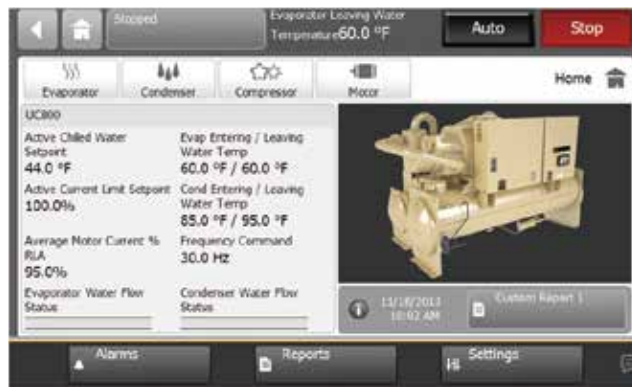 Stopped
Evaporator Leaving Water
Temperature 60.0 °F
Auto
Stop
Evaporator
Condenser
Compressor
Motor
Home
UC800
Active Chilled Water
Setpoint
44.0 °F
Evap Entering / Leaving
Water Temp
60.0 °F / 60.0 °F
Active Current Limit Setpoint
100.0%
Cond Entering / Leaving
Water Temp
85.0 °F / 95.0 °F
Average Motor Current %
RLA
95.0%
Frequency Command
30.0 Hz
Evaporator Water Flow
Status
Condenser Water Flow
Status
11/18/2013
10:02 AM
Custom Report 1
Alarms
Reports
Settings